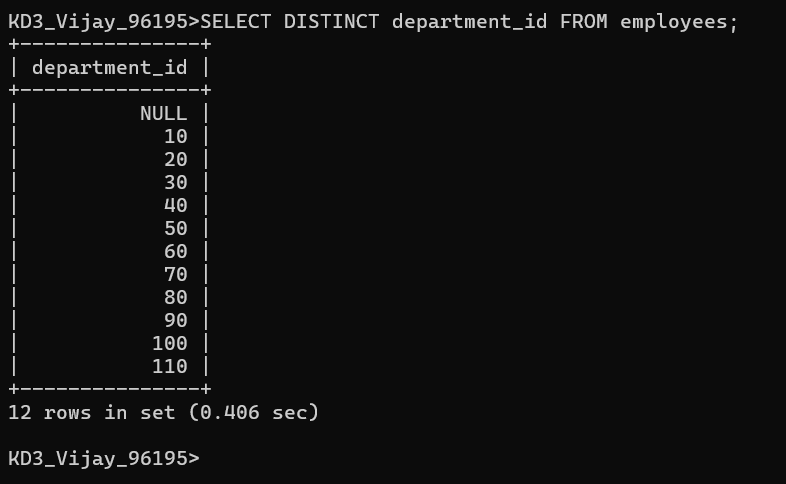 KD3_Vijay_96195>SELECT DISTINCT department_id FROM employees;
+---------------+
| department_id |
+---------------+
|          NULL |
|            10 |
|            20 |
|            30 |
|            40 |
|            50 |
|            60 |
|            70 |
|            80 |
|            90 |
|           100 |
|           110 |
+---------------+
12 rows in set (0.406 sec)
KD3_Vijay_96195>